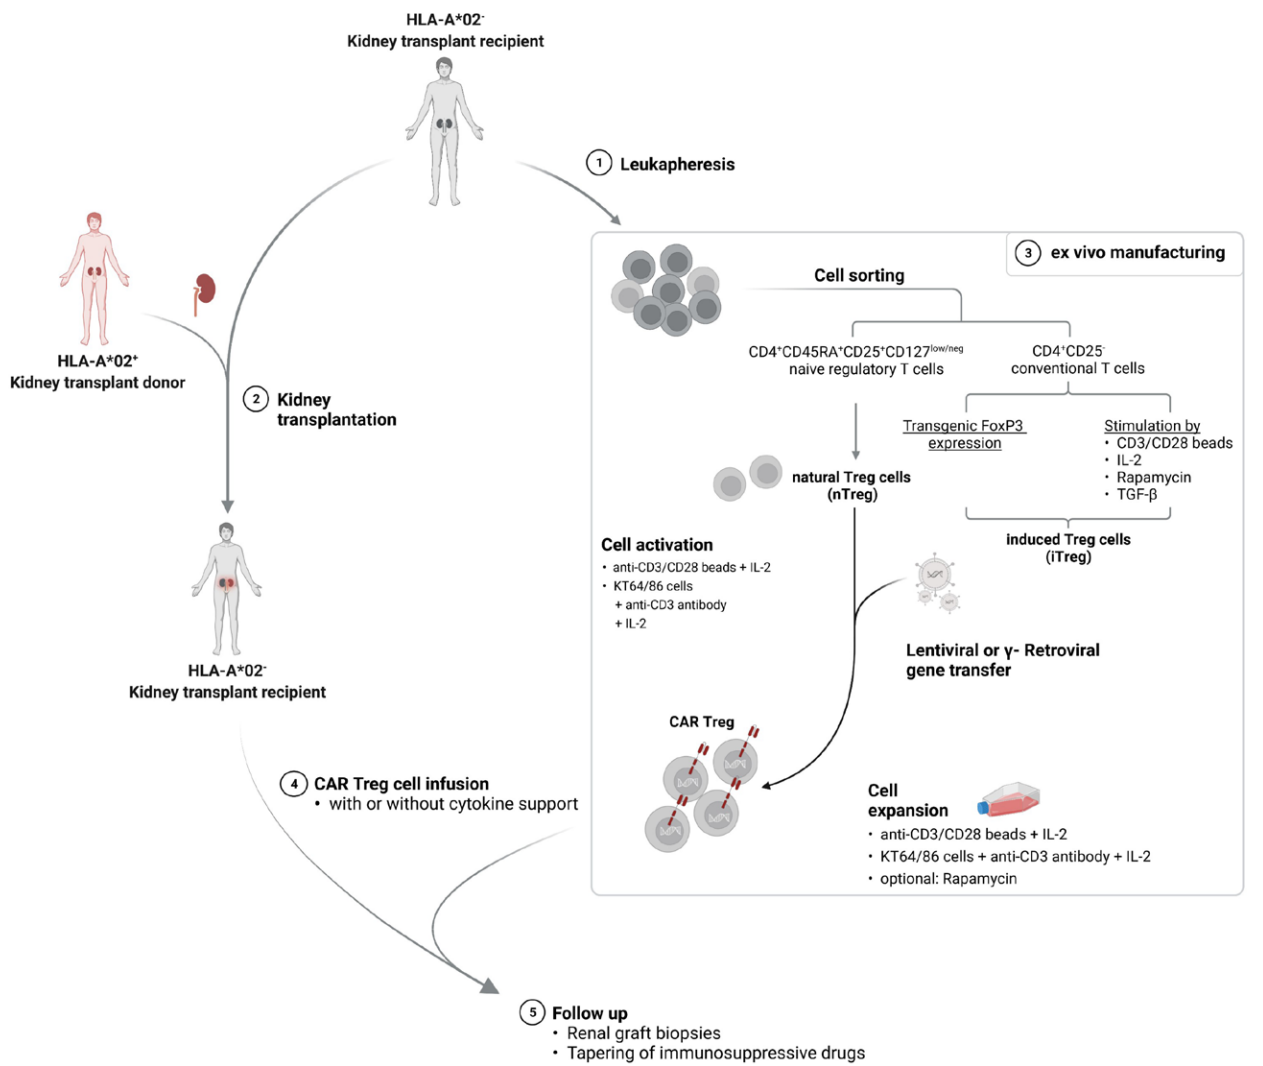 HLA-A*02⁻
Kidney transplant recipient
1 Leukapheresis
HLA-A*02⁺
Kidney transplant donor
2 Kidney
transplantation
HLA-A*02⁻
Kidney transplant recipient
3 ex vivo manufacturing
Cell sorting
CD4⁺CD45RA⁺CD25⁺CD127low/neg
naive regulatory T cells
CD4⁺CD25⁻
conventional T cells
Transgenic FoxP3
expression
Stimulation by
• CD3/CD28 beads
• IL-2
• Rapamycin
• TGF-β
natural Treg cells
(nTreg)
induced Treg cells
(iTreg)
Cell activation
• anti-CD3/CD28 beads + IL-2
• KT64/86 cells
+ anti-CD3 antibody
+ IL-2
Lentiviral or γ- Retroviral
gene transfer
CAR Treg
Cell
expansion
• anti-CD3/CD28 beads + IL-2
• KT64/86 cells + anti-CD3 antibody + IL-2
• optional: Rapamycin
4 CAR Treg cell infusion
• with or without cytokine support
5 Follow up
• Renal graft biopsies
• Tapering of immunosuppressive drugs